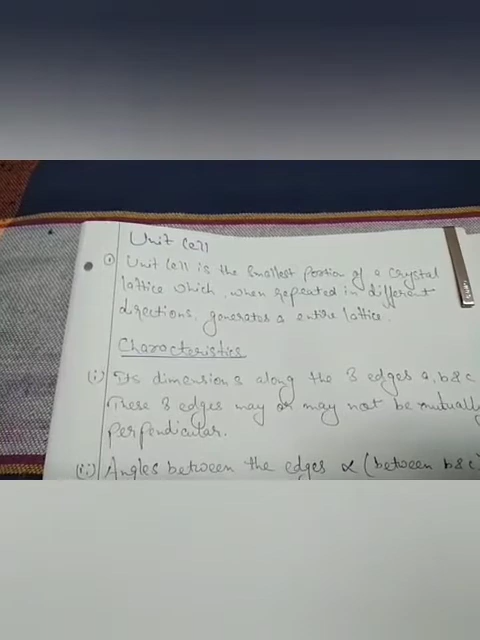 Unit Cell
① Unit Cell is the smallest portion of a crystal
lattice which, when repeated in different
directions, generates a entire lattice.
Characteristics
(i) Its dimensions along the 3 edges a, b & c
These 3 edges may or may not be mutually
perpendicular.
(ii) Angles between the edges α (between b & c)